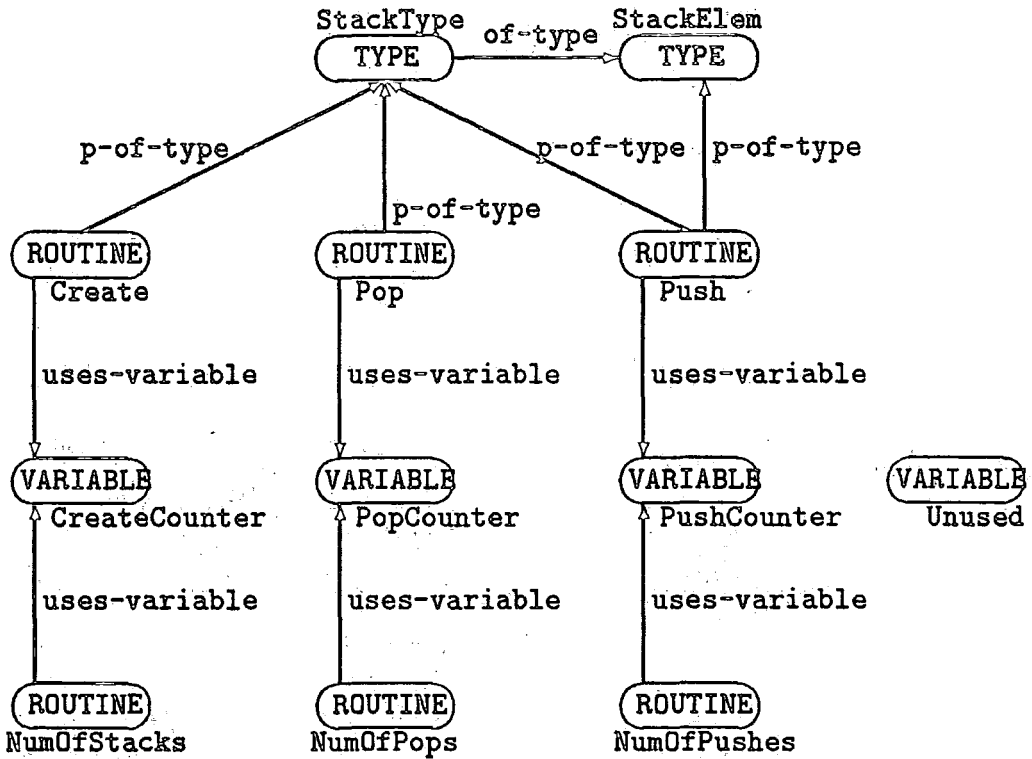 StackType
of-type
StackElem
TYPE
TYPE
p-of-type
p-of-type
p-of-type
p-of-type
ROUTINE
ROUTINE
ROUTINE
Create
Pop
Push
uses-variable
uses-variable
uses-variable
VARIABLE
VARIABLE
VARIABLE
VARIABLE
CreateCounter
PopCounter
PushCounter
Unused
uses-variable
uses-variable
uses-variable
ROUTINE
ROUTINE
ROUTINE
NumOfStacks
NumOfPops
NumOfPushes